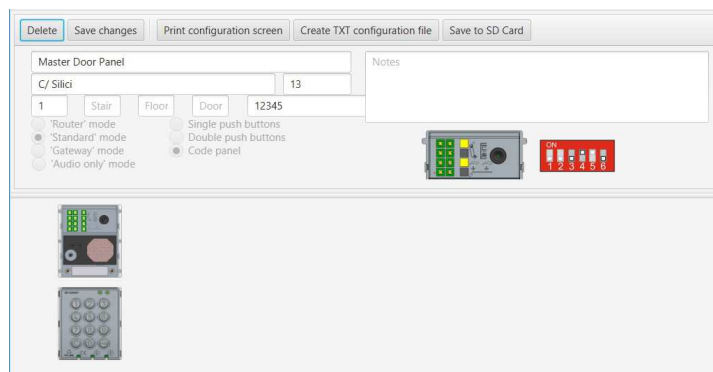 Delete Save changes Print configuration screen Create TXT configuration file Save to SD Card
Master Door Panel Notes
C/ Silici 13
1 Stair Floor Door 12345
'Router' mode Single push buttons
'Standard' mode Double push buttons
'Gateway' mode Code panel
'Audio only' mode
ON
1 2 3 4 5 6